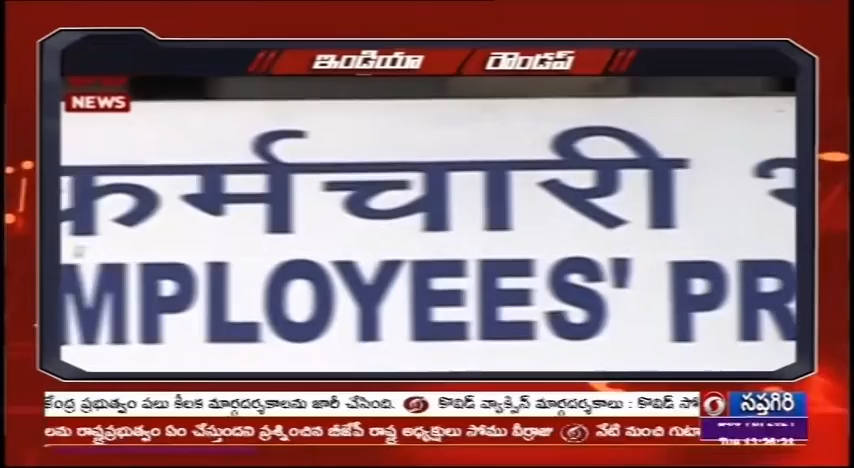 ఇండియా రౌండప్
NEWS
कर्मचारी
MPLOYEES' PR
కేంద్ర ప్రభుత్వం పలు కీలక మార్గదర్శకాలను జారీ చేసింది. కొవిడ్ వ్యాక్సిన్ మార్గదర్శకాలు : కొవిడ్ సో
సప్తగిరి
లను రాష్ట్రప్రభుత్వం ఏం చేస్తుందని ప్రశ్నించిన బీజేపీ రాష్ట్ర అధ్యక్షులు సోము వీర్రాజు నేటి నుంచి గుటూ